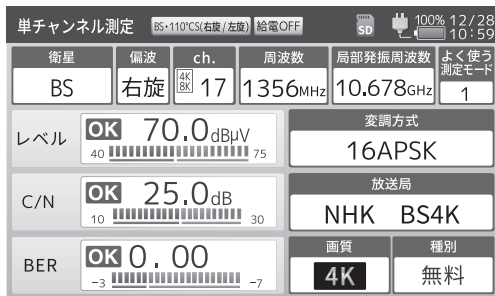 単チャンネル測定 BS・110°CS(右旋/左旋) 給電OFF SD 100% 12/28 10:59
衛星 偏波 ch. 周波数 局部発振周波数 よく使う測定モード
BS 右旋 4K 8K 17 1356MHz 10.678GHz 1
レベル OK 70.0dBμV
40 75
変調方式
16APSK
C/N OK 25.0dB
10 30
放送局
NHK BS4K
BER OK 0.00
-3 -7
画質 種別
4K 無料